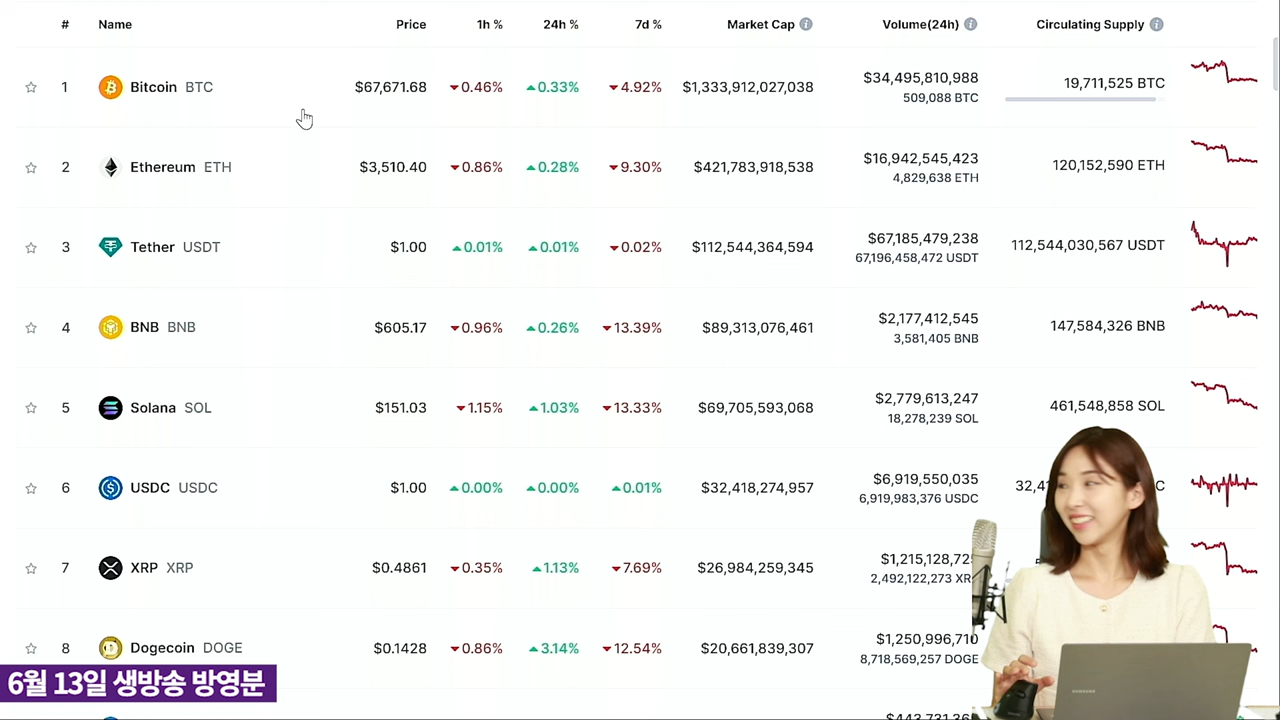 # Name Price 1h % 24h % 7d % Market Cap Volume(24h) Circulating Supply
1 Bitcoin BTC $67,671.68 0.46% 0.33% 4.92% $1,333,912,027,038 $34,495,810,988 19,711,525 BTC
509,088 BTC
2 Ethereum ETH $3,510.40 0.86% 0.28% 9.30% $421,783,918,538 $16,942,545,423 120,152,590 ETH
4,829,638 ETH
3 Tether USDT $1.00 0.01% 0.01% 0.02% $112,544,364,594 $67,185,479,238 112,544,030,567 USDT
67,196,458,472 USDT
4 BNB BNB $605.17 0.96% 0.26% 13.39% $89,313,076,461 $2,177,412,545 147,584,326 BNB
3,581,405 BNB
5 Solana SOL $151.03 1.15% 1.03% 13.33% $69,705,593,068 $2,779,613,247 461,548,858 SOL
18,278,239 SOL
6 USDC USDC $1.00 0.00% 0.00% 0.01% $32,418,274,957 $6,919,550,035
6,919,983,376 USDC
7 XRP XRP $0.4861 0.35% 1.13% 7.69% $26,984,259,345 $1,215,128,72
2,492,122,273 XR
8 Dogecoin DOGE $0.1428 0.86% 3.14% 12.54% $20,661,839,307 $1,250,996,710
8,718,569,257 DOGE
6월 13일 생방송 방영분